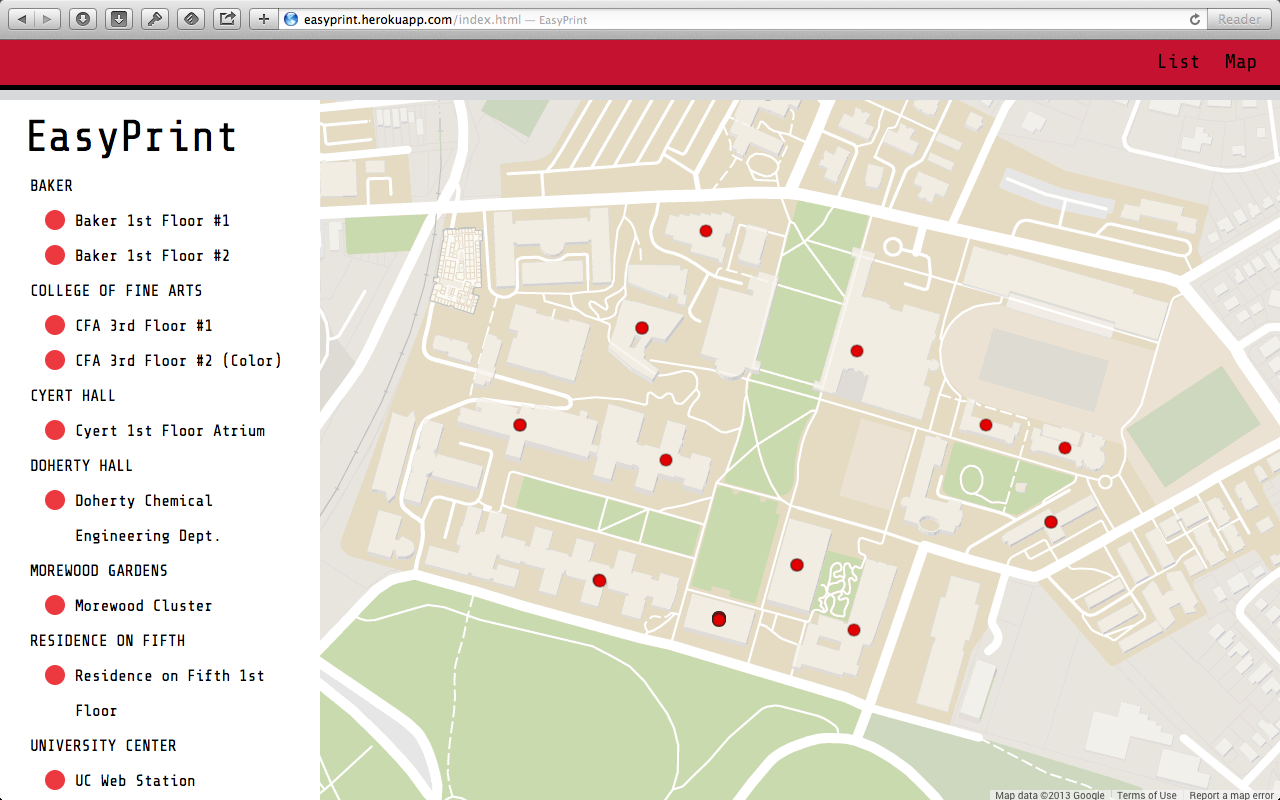 easyprint.herokuapp.com/index.html — EasyPrint
Reader
List Map
EasyPrint
BAKER
Baker 1st Floor #1
Baker 1st Floor #2
COLLEGE OF FINE ARTS
CFA 3rd Floor #1
CFA 3rd Floor #2 (Color)
CYERT HALL
Cyert 1st Floor Atrium
DOHERTY HALL
Doherty Chemical
Engineering Dept.
MOREWOOD GARDENS
Morewood Cluster
RESIDENCE ON FIFTH
Residence on Fifth 1st
Floor
UNIVERSITY CENTER
UC Web Station
Map data ©2013 Google Terms of Use Report a map error